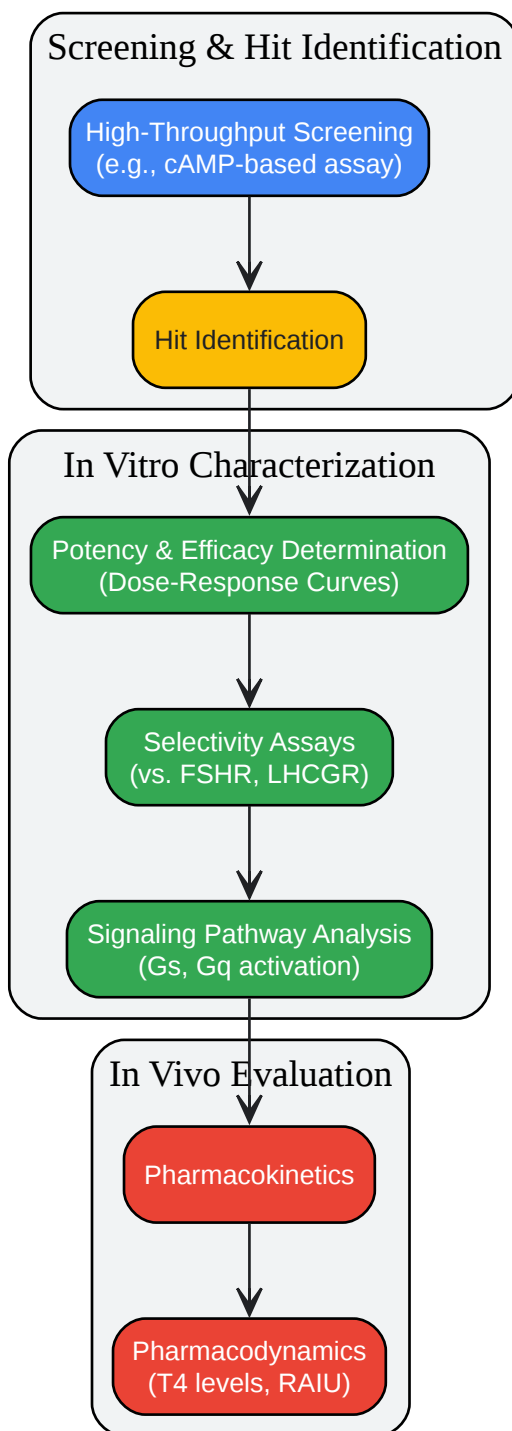 Screening & Hit Identification
High-Throughput Screening
(e.g., cAMP-based assay)
Hit Identification
In Vitro Characterization
Potency & Efficacy Determination
(Dose-Response Curves)
Selectivity Assays
(vs. FSHR, LHCGR)
Signaling Pathway Analysis
(Gs, Gq activation)
In Vivo Evaluation
Pharmacokinetics
Pharmacodynamics
(T4 levels, RAIU)